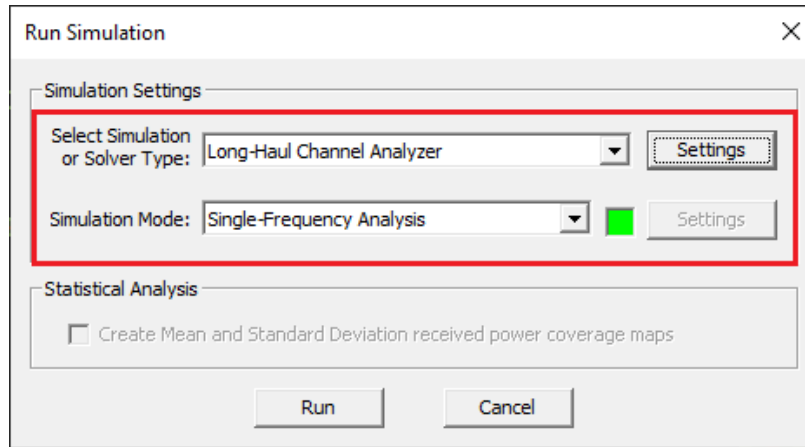 Run Simulation
Simulation Settings
Select Simulation
or Solver Type:
Long-Haul Channel Analyzer
Settings
Simulation Mode:
Single-Frequency Analysis
Settings
Statistical Analysis
Create Mean and Standard Deviation received power coverage maps
Run
Cancel